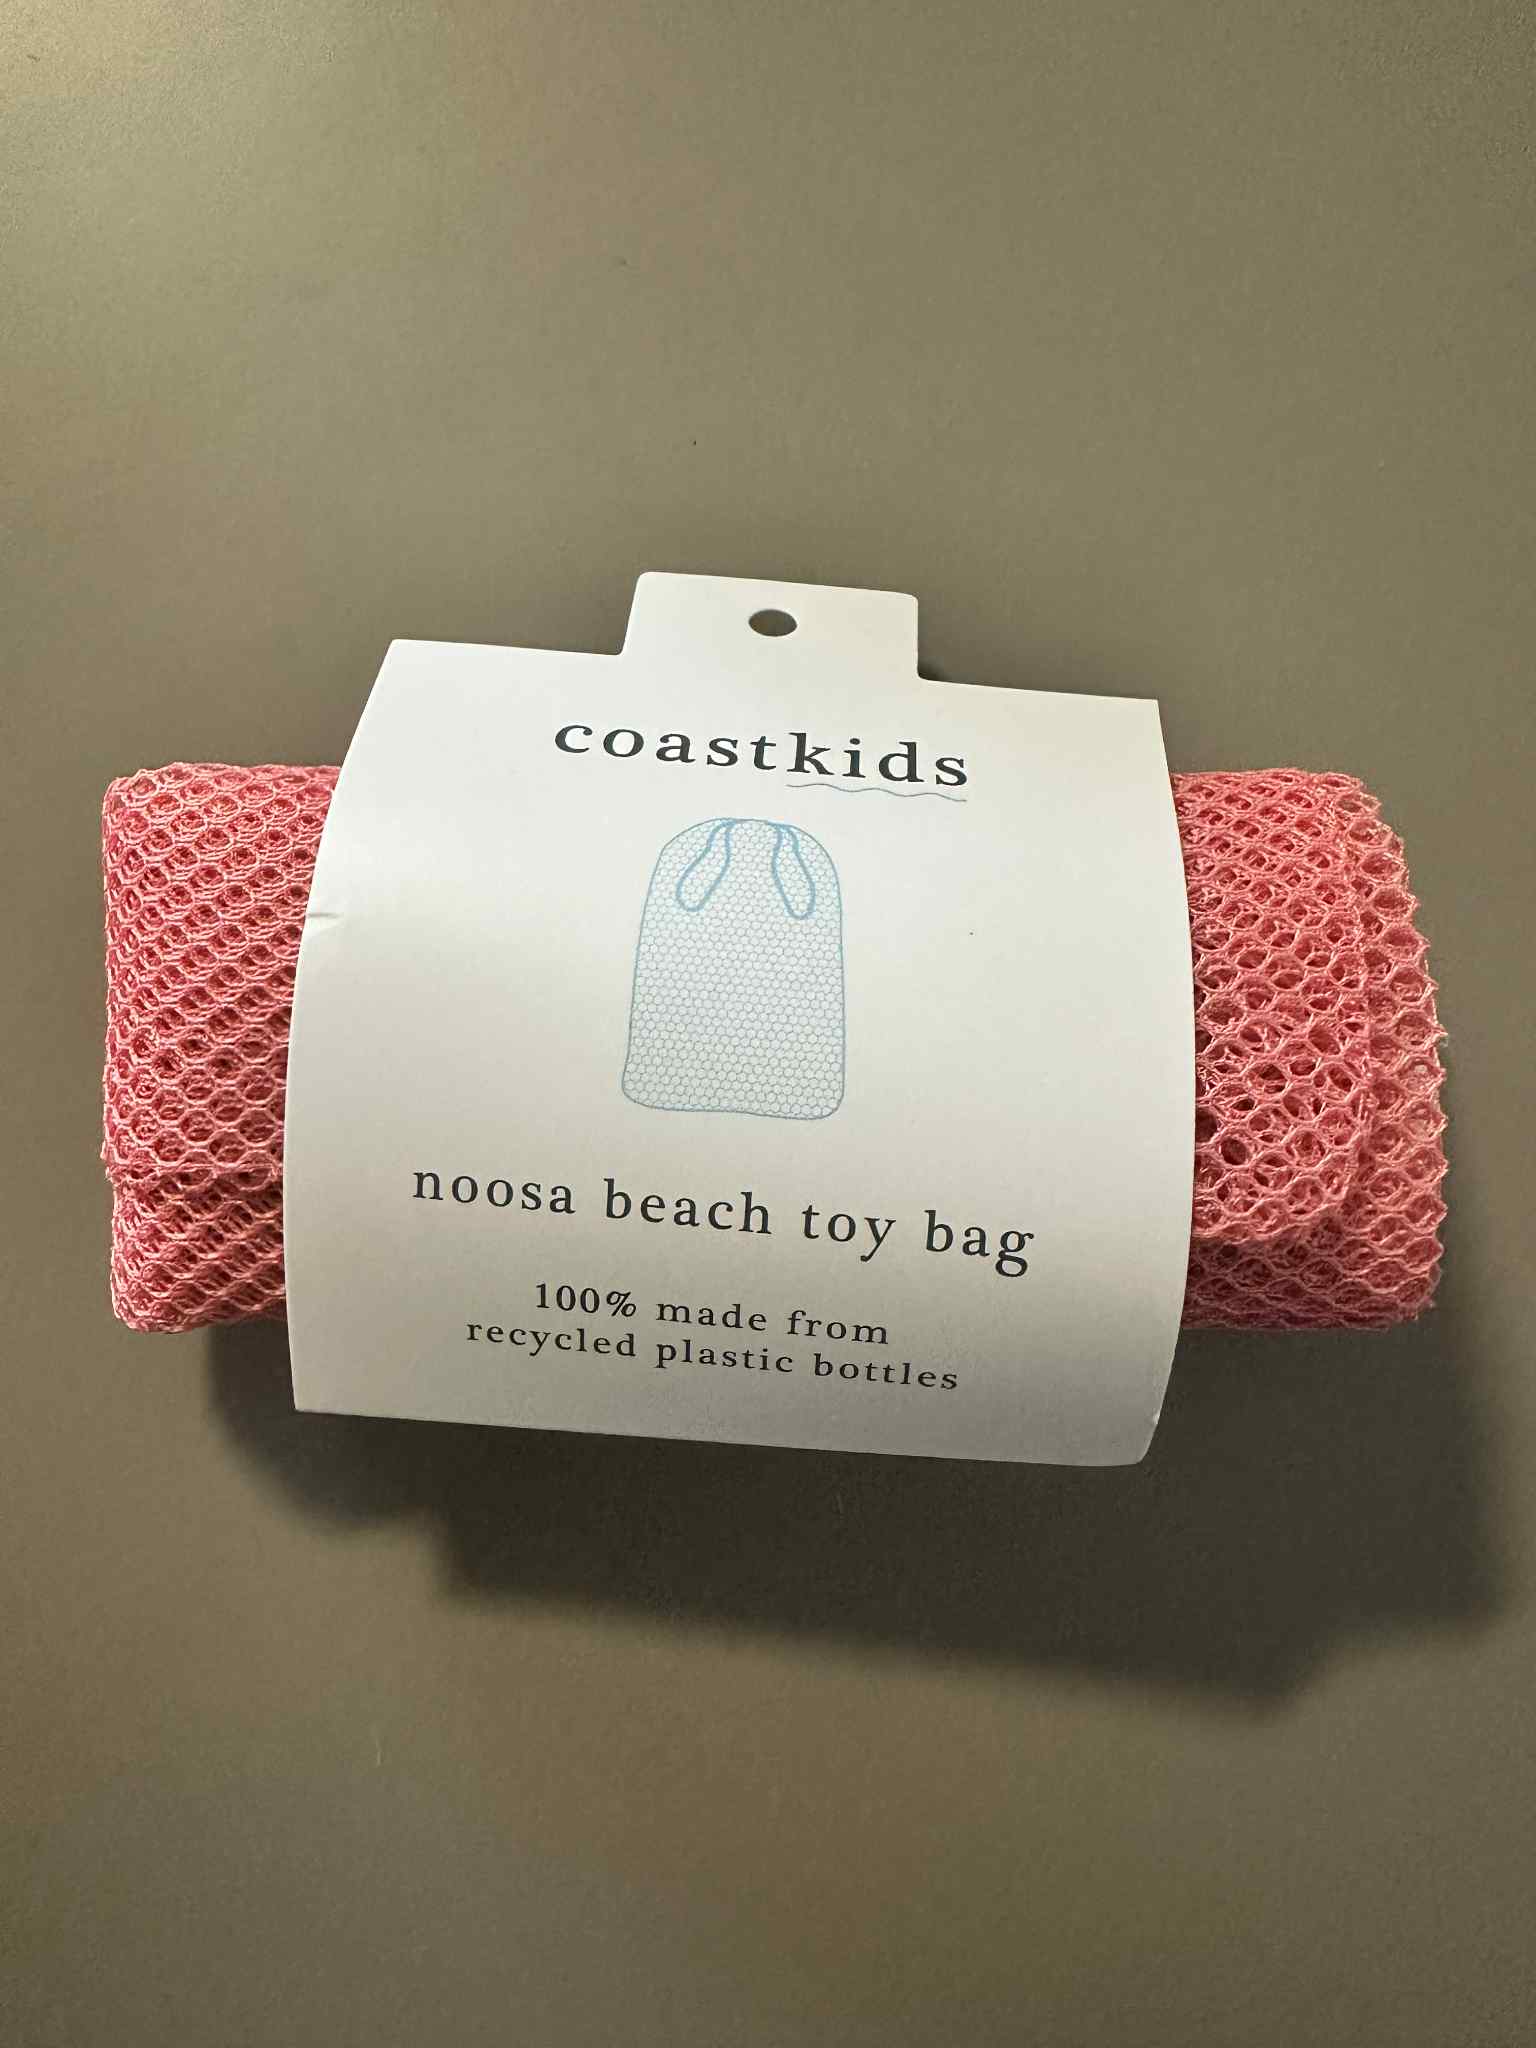 coastkids
noosa beach toy bag
100% made from
recycled plastic bottles